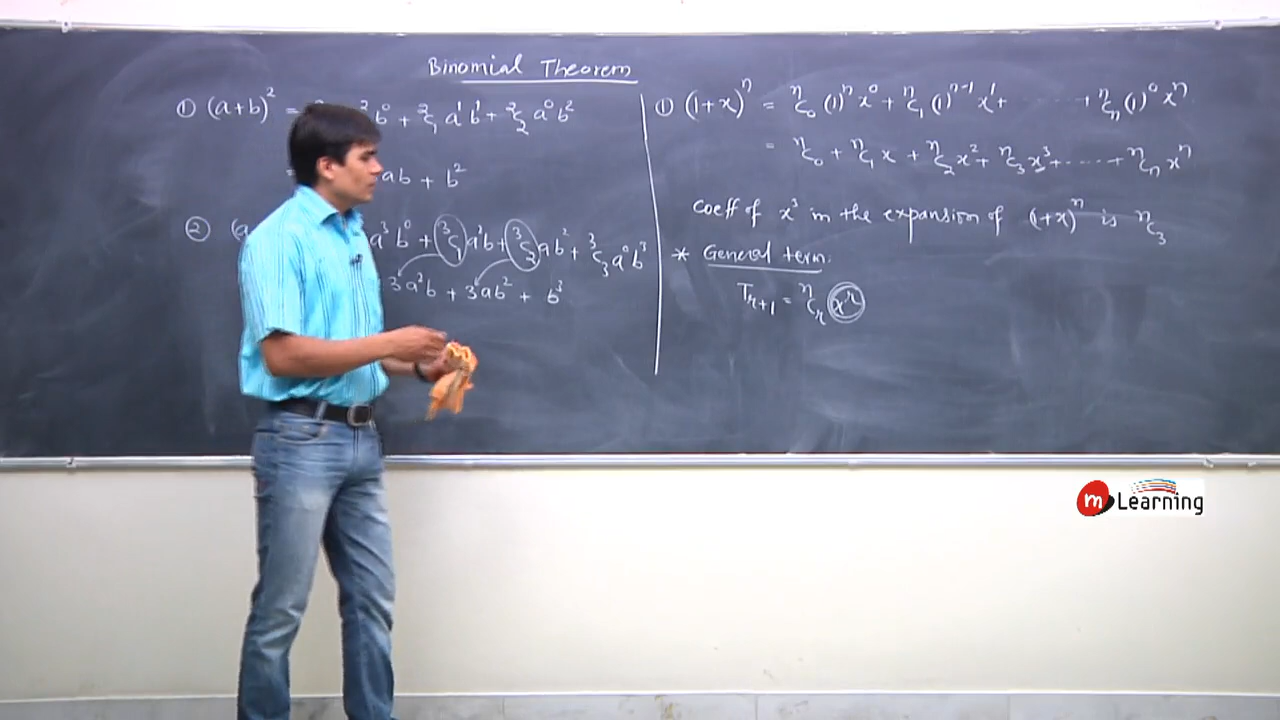 Binomial Theorem
① (a+b)² = ²b⁰ + ²C₁ a¹b¹ + ²C₂ a⁰b²
= ab + b²
② (a a³b⁰ + ³C₁ a²b + ³C₂ ab² + ³C₃ a⁰b³
3a²b + 3ab² + b³
① (1+x)ⁿ = ⁿC₀ (1)ⁿ x⁰ + ⁿC₁ (1)ⁿ⁻¹ x¹ + ...... + ⁿCₙ (1)⁰ xⁿ
= ⁿC₀ + ⁿC₁ x + ⁿC₂ x² + ⁿC₃ x³ + ...... + ⁿCₙ xⁿ
Coeff of x³ in the expansion of (1+x)ⁿ is ⁿC₃
* General term.
Tᵣ₊₁ = ⁿCᵣ xʳ
m Learning